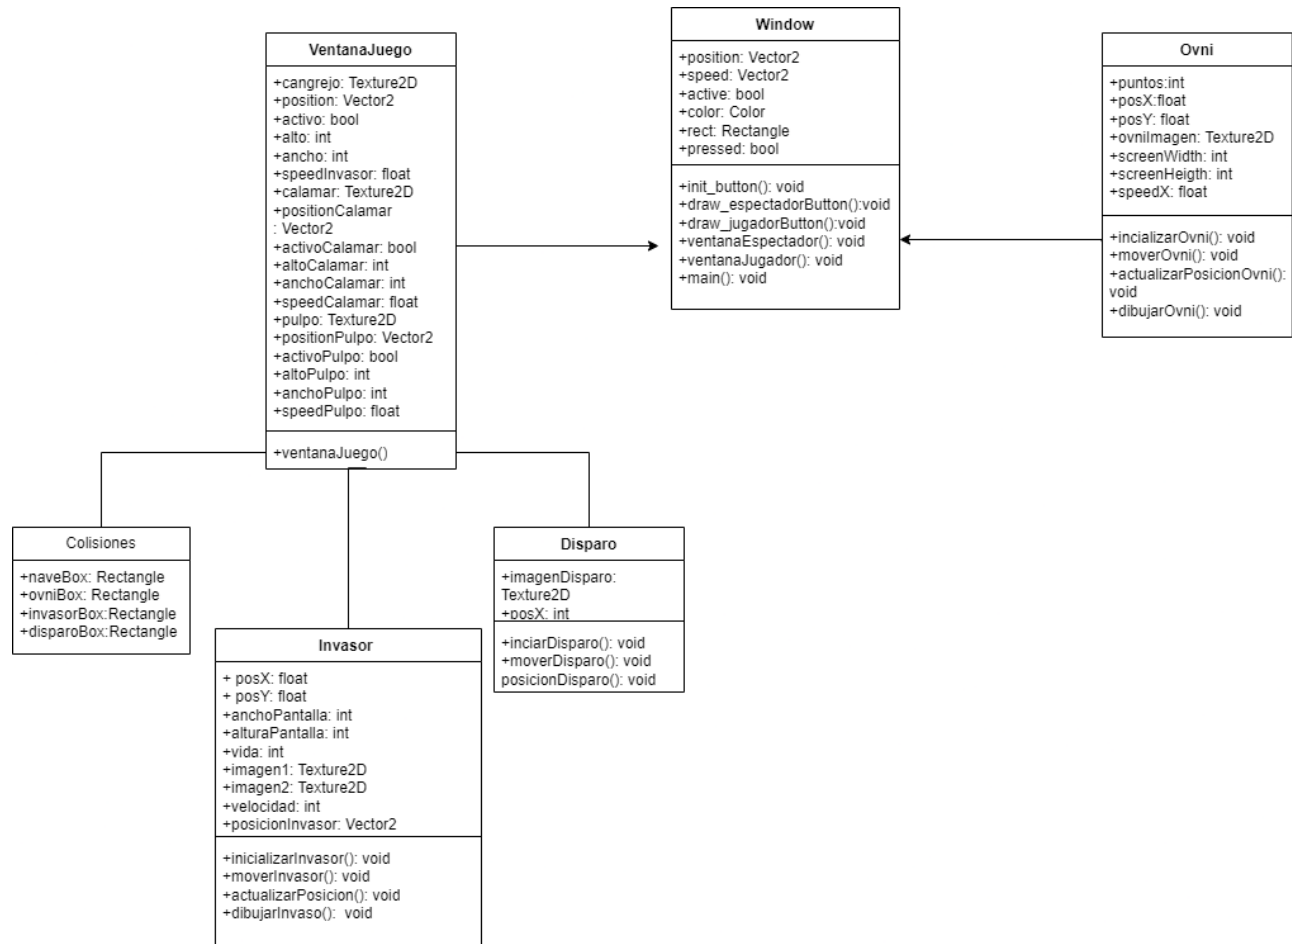 VentanaJuego
+cangrejo: Texture2D
+position: Vector2
+activo: bool
+alto: int
+ancho: int
+speedInvasor: float
+calamar: Texture2D
+positionCalamar
: Vector2
+activoCalamar: bool
+altoCalamar: int
+anchoCalamar: int
+speedCalamar: float
+pulpo: Texture2D
+positionPulpo: Vector2
+activoPulpo: bool
+altoPulpo: int
+anchoPulpo: int
+speedPulpo: float
+ventanaJuego()
Window
+position: Vector2
+speed: Vector2
+active: bool
+color: Color
+rect: Rectangle
+pressed: bool
+init_button(): void
+draw_espectadorButton():void
+draw_jugadorButton():void
+ventanaEspectador(): void
+ventanaJugador(): void
+main(): void
Ovni
+puntos:int
+posX:float
+posY: float
+ovniImagen: Texture2D
+screenWidth: int
+screenHeigth: int
+speedX: float
+incializarOvni(): void
+moverOvni(): void
+actualizarPosicionOvni():
void
+dibujarOvni(): void
Colisiones
+naveBox: Rectangle
+ovniBox: Rectangle
+invasorBox:Rectangle
+disparoBox:Rectangle
Invasor
+ posX: float
+ posY: float
+anchoPantalla: int
+alturaPantalla: int
+vida: int
+imagen1: Texture2D
+imagen2: Texture2D
+velocidad: int
+posicionInvasor: Vector2
+inicializarInvasor(): void
+moverInvasor(): void
+actualizarPosicion(): void
+dibujarInvaso(): void
Disparo
+imagenDisparo:
Texture2D
+posX: int
+inciarDisparo(): void
+moverDisparo(): void
posicionDisparo(): void